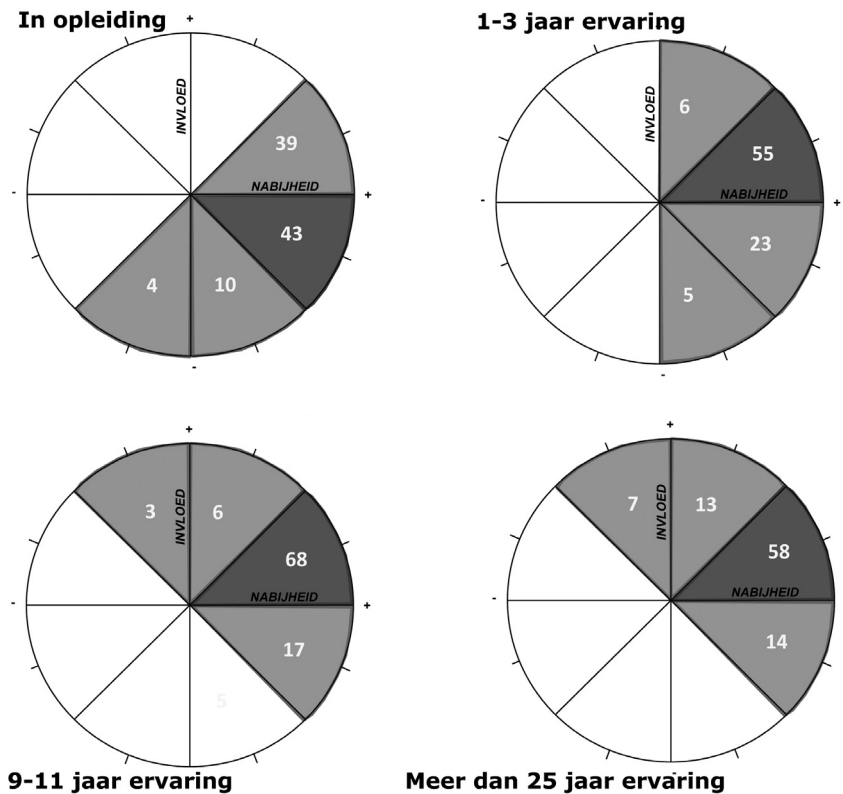 In opleiding
+
INVLOED
39
NABIJHEID
-
+
43
4
10
-
1-3 jaar ervaring
INVLOED
6
55
NABIJHEID
-
+
23
5
-
+
INVLOED
3
6
68
NABIJHEID
-
+
17
5
9-11 jaar ervaring
+
INVLOED
7
13
58
NABIJHEID
-
+
14
-
Meer dan 25 jaar ervaring